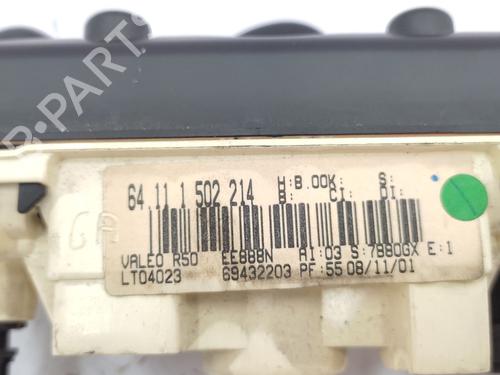 64.11 1 502 214 H:B.00K: S:
B: CI: DI:
VALEO R50 EE888N AI:03 S:7880GX E:1
LT04023 69432203 PF:55 08/11/01
GA
B-PARTS